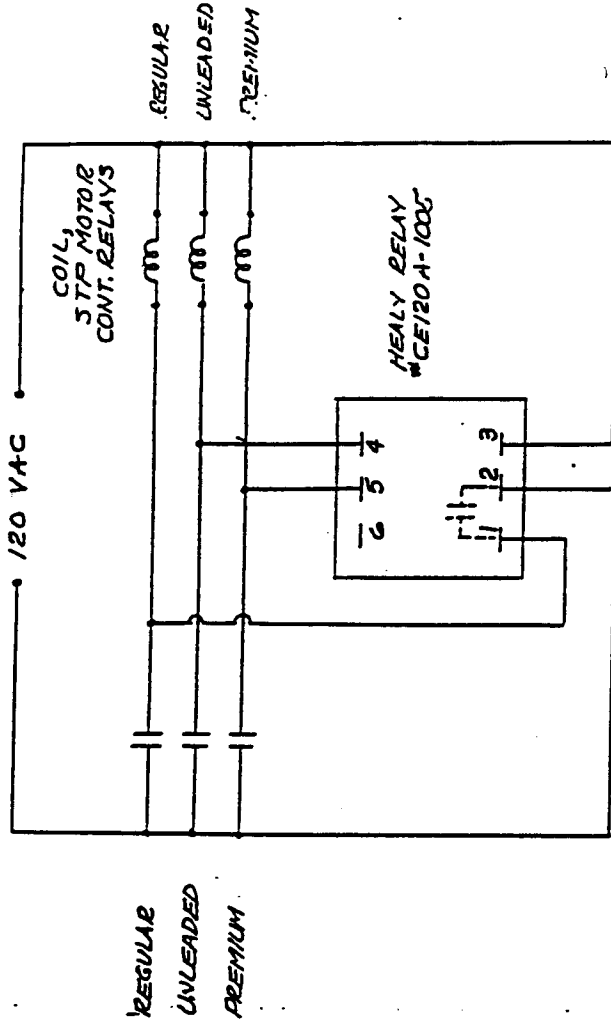 120 VAC
COIL,
STP MOTOR
CONT. RELAYS
REGULAR
UNLEADED
PREMIUM
REGULAR
UNLEADED
PREMIUM
HEALY RELAY
#CE120A-1005
6 5 4
1 2 3